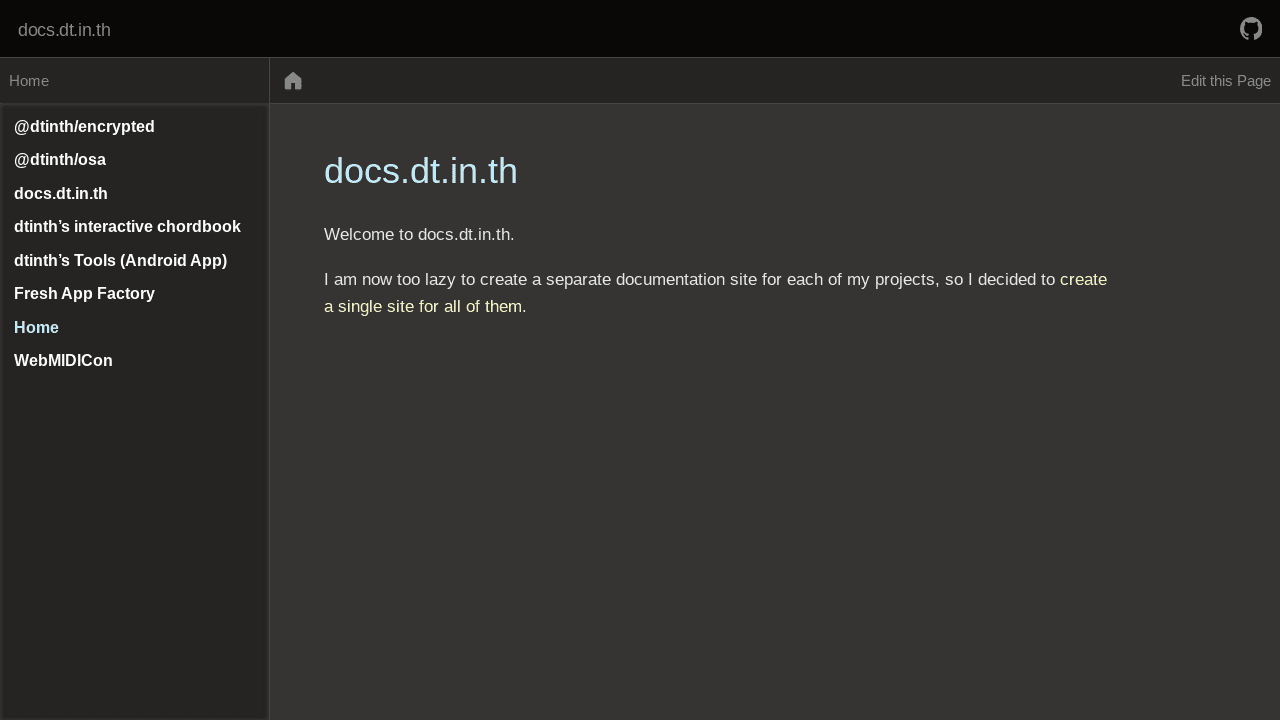 docs.dt.in.th
Home
Edit this Page
@dtinth/encrypted
@dtinth/osa
docs.dt.in.th
dtinth’s interactive chordbook
dtinth’s Tools (Android App)
Fresh App Factory
Home
WebMIDICon
docs.dt.in.th
Welcome to docs.dt.in.th.
I am now too lazy to create a separate documentation site for each of my projects, so I decided to create
a single site for all of them.